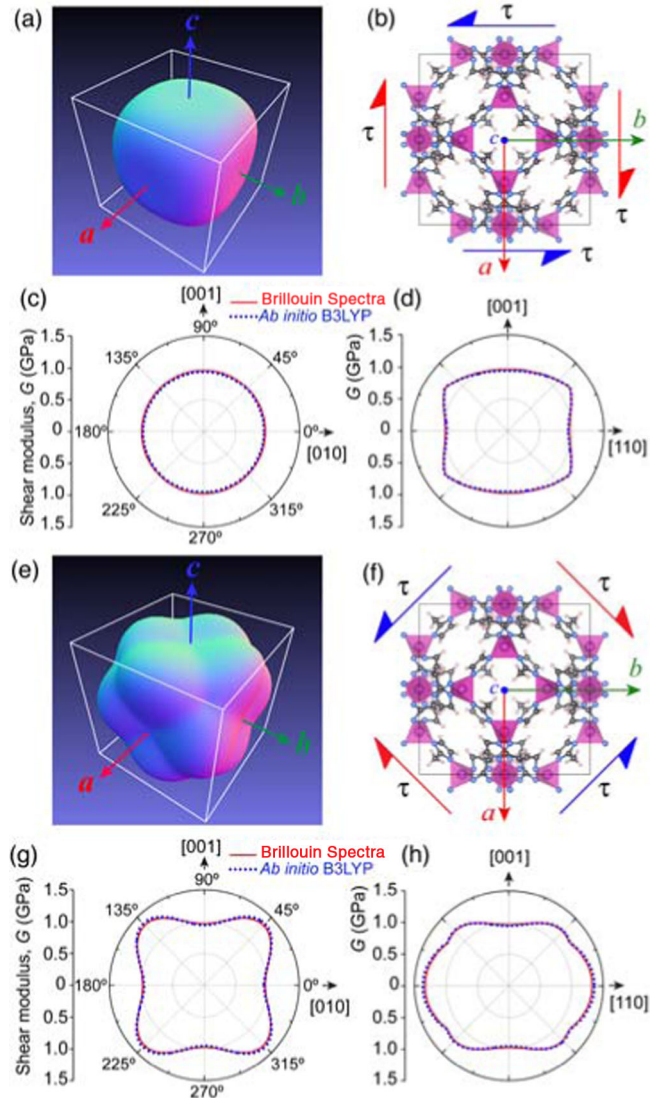 (a)
c
a
b
(b)
τ
τ
τ
τ
c
b
a
(c)
[001]
Brillouin Spectra
Ab initio B3LYP
90º
135º
45º
180º
0º
[010]
225º
315º
270º
Shear modulus, G (GPa)
1.5
1.0
0.5
0
0.5
1.0
1.5
(d)
[001]
G (GPa)
1.5
1.0
0.5
0
0.5
1.0
1.5
[110]
(e)
c
a
b
(f)
τ
τ
τ
τ
c
b
a
(g)
[001]
Brillouin Spectra
Ab initio B3LYP
90º
135º
45º
180º
0º
[010]
225º
315º
270º
Shear modulus, G (GPa)
1.5
1.0
0.5
0
0.5
1.0
1.5
(h)
[001]
G (GPa)
1.5
1.0
0.5
0
0.5
1.0
1.5
[110]